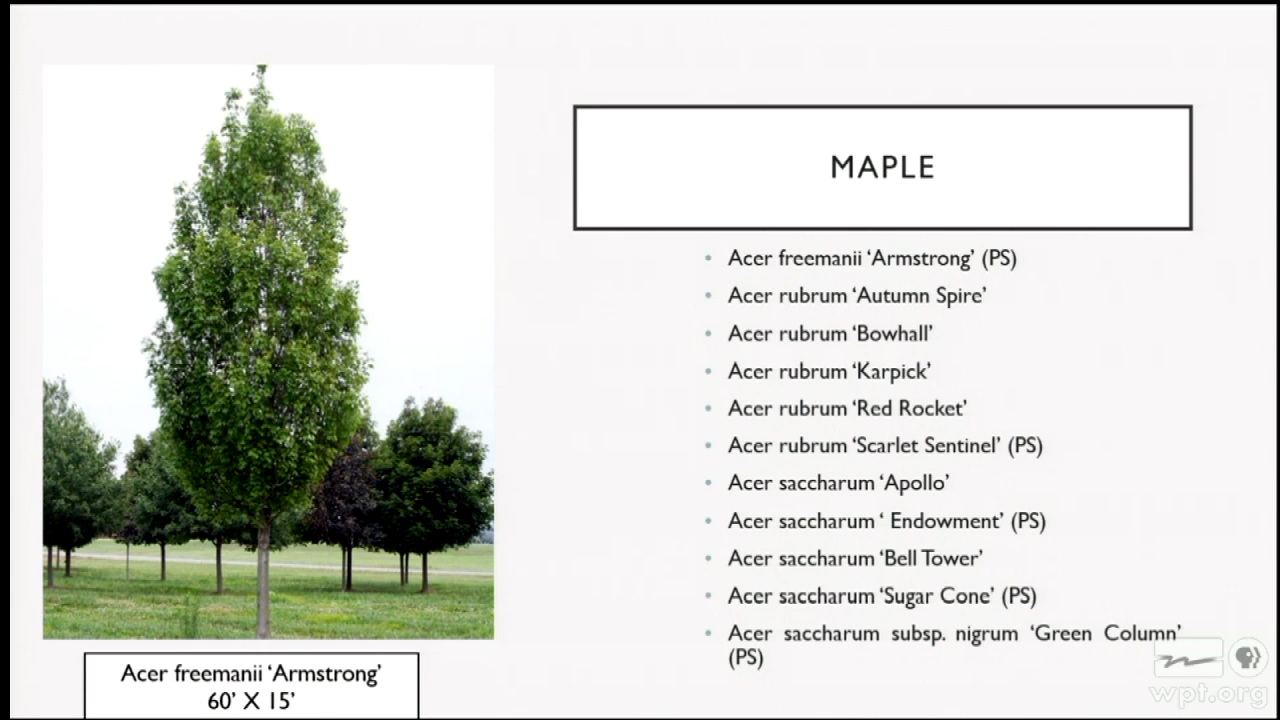 MAPLE
• Acer freemanii ‘Armstrong’ (PS)
• Acer rubrum ‘Autumn Spire’
• Acer rubrum ‘Bowhall’
• Acer rubrum ‘Karpick’
• Acer rubrum ‘Red Rocket’
• Acer rubrum ‘Scarlet Sentinel’ (PS)
• Acer saccharum ‘Apollo’
• Acer saccharum ‘ Endowment’ (PS)
• Acer saccharum ‘Bell Tower’
• Acer saccharum ‘Sugar Cone’ (PS)
• Acer saccharum subsp. nigrum ‘Green Column’
(PS)
Acer freemanii ‘Armstrong’
60’ X 15’
wpt.org